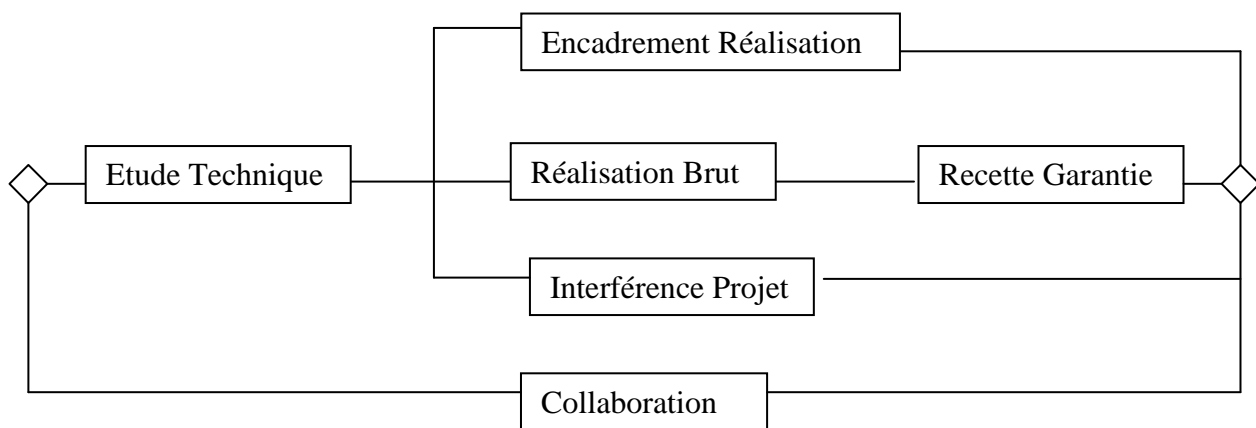 Encadrement Réalisation
Etude Technique
Réalisation Brut
Recette Garantie
Interférence Projet
Collaboration